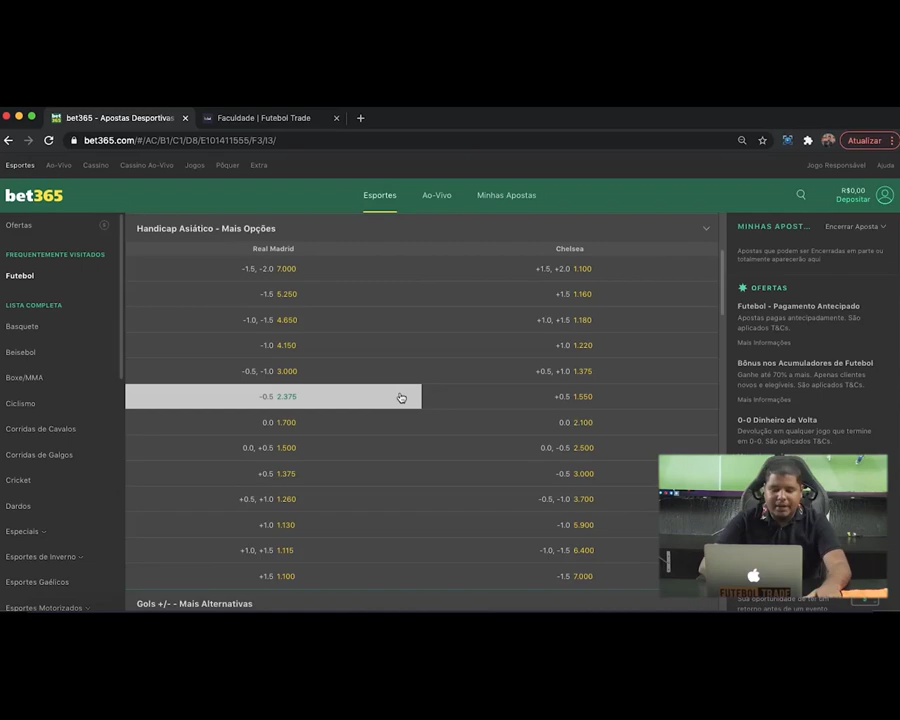 bet365 - Apostas Desportivas
Faculdade | Futebol Trade
bet365.com/#/AC/B1/C1/D8/E101411555/F3/I3/
Atualizar
Esportes Ao-Vivo Cassino Cassino Ao-Vivo Jogos Pôquer Extra
Jogo Responsável Ajuda
bet365
Esportes Ao-Vivo Minhas Apostas
R$0,00
Depositar
Ofertas
FREQUENTEMENTE VISITADOS
Futebol
LISTA COMPLETA
Basquete
Beisebol
Boxe/MMA
Ciclismo
Corridas de Cavalos
Corridas de Galgos
Cricket
Dardos
Especiais
Esportes de Inverno
Esportes Gaélicos
Esportes Motorizados
Handicap Asiático - Mais Opções
Real Madrid Chelsea
-1.5, -2.0 7.000 +1.5, +2.0 1.100
-1.5 5.250 +1.5 1.160
-1.0, -1.5 4.650 +1.0, +1.5 1.180
-1.0 4.150 +1.0 1.220
-0.5, -1.0 3.000 +0.5, +1.0 1.375
-0.5 2.375 +0.5 1.550
0.0 1.700 0.0 2.100
0.0, +0.5 1.500 0.0, -0.5 2.500
+0.5 1.375 -0.5 3.000
+0.5, +1.0 1.260 -0.5, -1.0 3.700
+1.0 1.130 -1.0 5.900
+1.0, +1.5 1.115 -1.0, -1.5 6.400
+1.5 1.100 -1.5 7.000
Gols +/- - Mais Alternativas
MINHAS APOST... Encerrar Aposta
Apostas que podem ser Encerradas em parte ou
totalmente aparecerão aqui
OFERTAS
Futebol - Pagamento Antecipado
Apostas pagas antecipadamente. São
aplicados T&Cs.
Mais Informações
Bônus nos Acumuladores de Futebol
Ganhe até 70% a mais. Apenas clientes
novos e elegíveis. São aplicados T&Cs.
Mais Informações
0-0 Dinheiro de Volta
Devolução em qualquer jogo que termine
em 0-0. São aplicados T&Cs.
FUTEBOL TRADE
Sua oportunidade de ter um
retorno antes de um evento